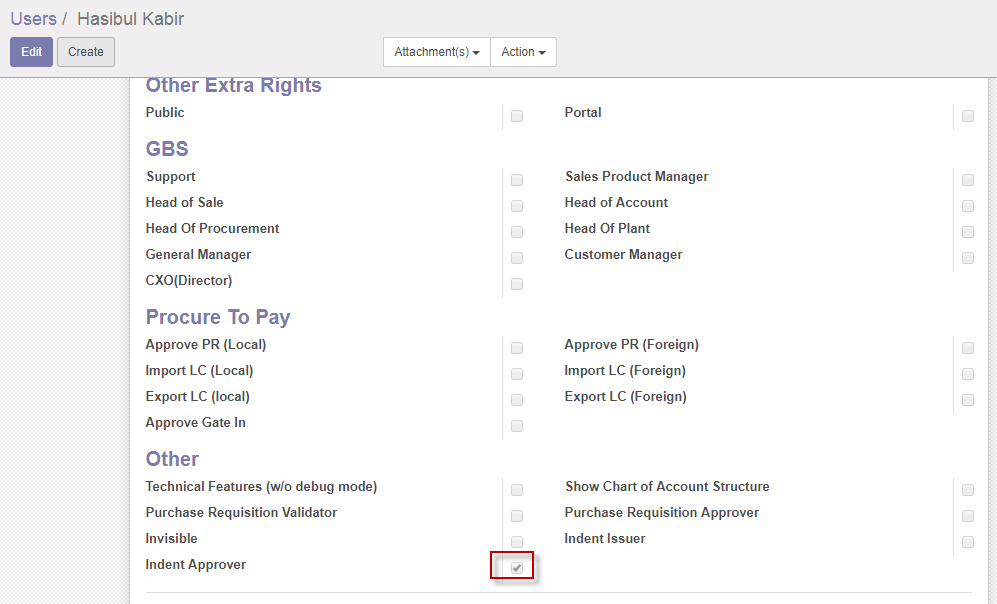 Users / Hasibul Kabir
Edit Create Attachment(s) Action
Other Extra Rights
Public Portal
GBS
Support Sales Product Manager
Head of Sale Head of Account
Head Of Procurement Head Of Plant
General Manager Customer Manager
CXO(Director)
Procure To Pay
Approve PR (Local) Approve PR (Foreign)
Import LC (Local) Import LC (Foreign)
Export LC (local) Export LC (Foreign)
Approve Gate In
Other
Technical Features (w/o debug mode) Show Chart of Account Structure
Purchase Requisition Validator Purchase Requisition Approver
Invisible Indent Issuer
Indent Approver